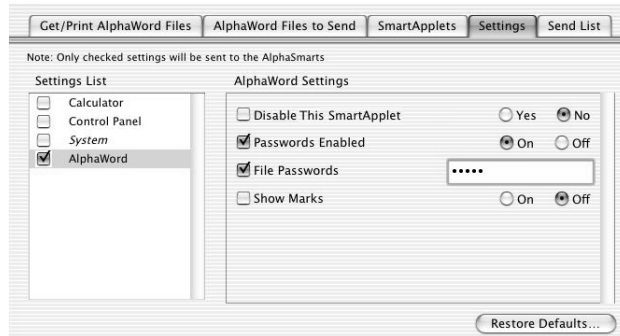 Get/Print AlphaWord Files AlphaWord Files to Send SmartApplets Settings Send List
Note: Only checked settings will be sent to the AlphaSmarts
Settings List
Calculator
Control Panel
System
AlphaWord
AlphaWord Settings
Disable This SmartApplet Yes No
Passwords Enabled On Off
File Passwords •••••
Show Marks On Off
Restore Defaults...